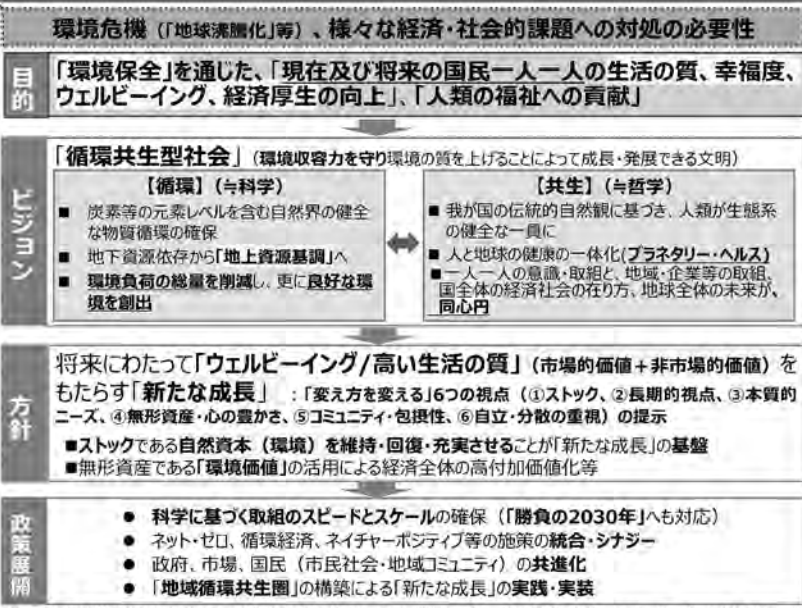 環境危機（「地球沸騰化」等）、様々な経済・社会的課題への対処の必要性
目的
「環境保全」を通じた、「現在及び将来の国民一人一人の生活の質、幸福度、
ウェルビーイング、経済厚生の向上」、「人類の福祉への貢献」
ビジョン
「循環共生型社会」（環境収容力を守り環境の質を上げることによって成長・発展できる文明）
【循環】（≒科学）
■ 炭素等の元素レベルを含む自然界の健全
な物質循環の確保
■ 地下資源依存から「地上資源基調」へ
■ 環境負荷の総量を削減し、更に良好な環
境を創出
【共生】（≒哲学）
■ 我が国の伝統的自然観に基づき、人類が生態系
の健全な一員に
■ 人と地球の健康の一体化(プラネタリー・ヘルス)
■一人一人の意識・取組と、地域・企業等の取組、
国全体の経済社会の在り方、地球全体の未来が、
同心円
方針
将来にわたって「ウェルビーイング/高い生活の質」（市場的価値＋非市場的価値）を
もたらす「新たな成長」：「変え方を変える」6つの視点（①ストック、②長期的視点、③本質的
ニーズ、④無形資産・心の豊かさ、⑤コミュニティ・包摂性、⑥自立・分散の重視）の提示
■ストックである自然資本（環境）を維持・回復・充実させることが「新たな成長」の基盤
■無形資産である「環境価値」の活用による経済全体の高付加価値化等
政策展開
● 科学に基づく取組のスピードとスケールの確保（「勝負の2030年」へも対応）
● ネット・ゼロ、循環経済、ネイチャーポジティブ等の施策の統合・シナジー
● 政府、市場、国民（市民社会・地域コミュニティ）の共進化
● 「地域循環共生圏」の構築による「新たな成長」の実践・実装